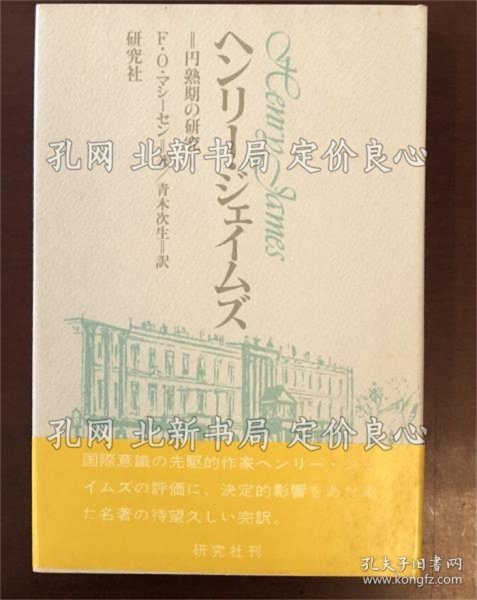 Henry James
ヘンリー・ジェイムズ
＝円熟期の研究
F・O・マシーセン＝
／青木次生＝訳
研究社
孔网 北新书局 定价良心
孔网 北新书局 定价良心
国際意識の先駆的作家ヘンリー・
イムズの評価に、決定的影響をあたえ
た名著の待望久しい完訳。
研究社刊
孔夫子旧书网
www.kongfz.com